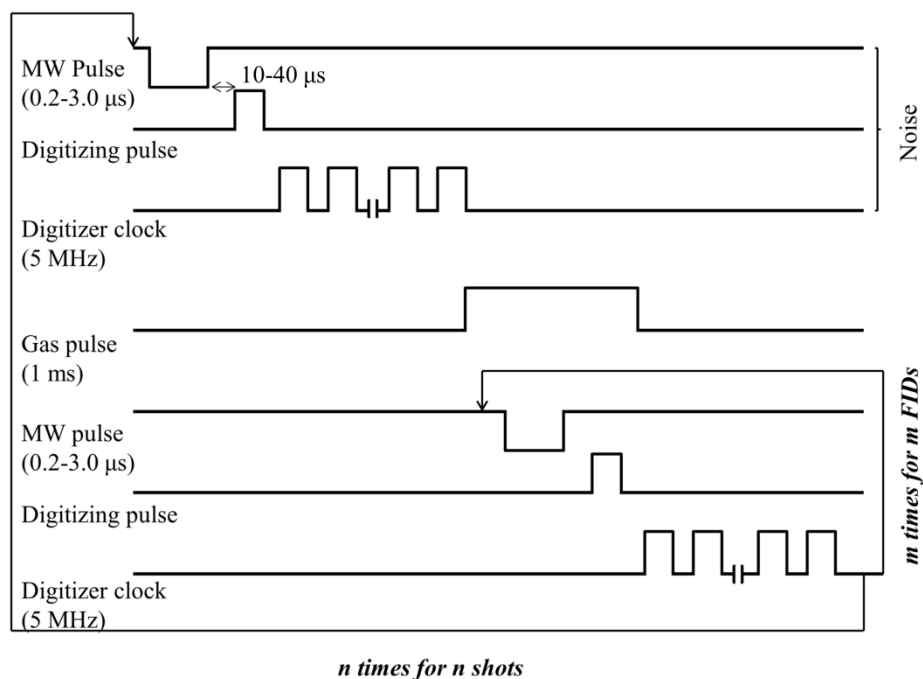 10-40 μs
MW Pulse
(0.2-3.0 μs)
Digitizing pulse
Noise
Digitizer clock
(5 MHz)
Gas pulse
(1 ms)
MW pulse
(0.2-3.0 μs)
Digitizing pulse
m times for m FIDs
Digitizer clock
(5 MHz)
n times for n shots